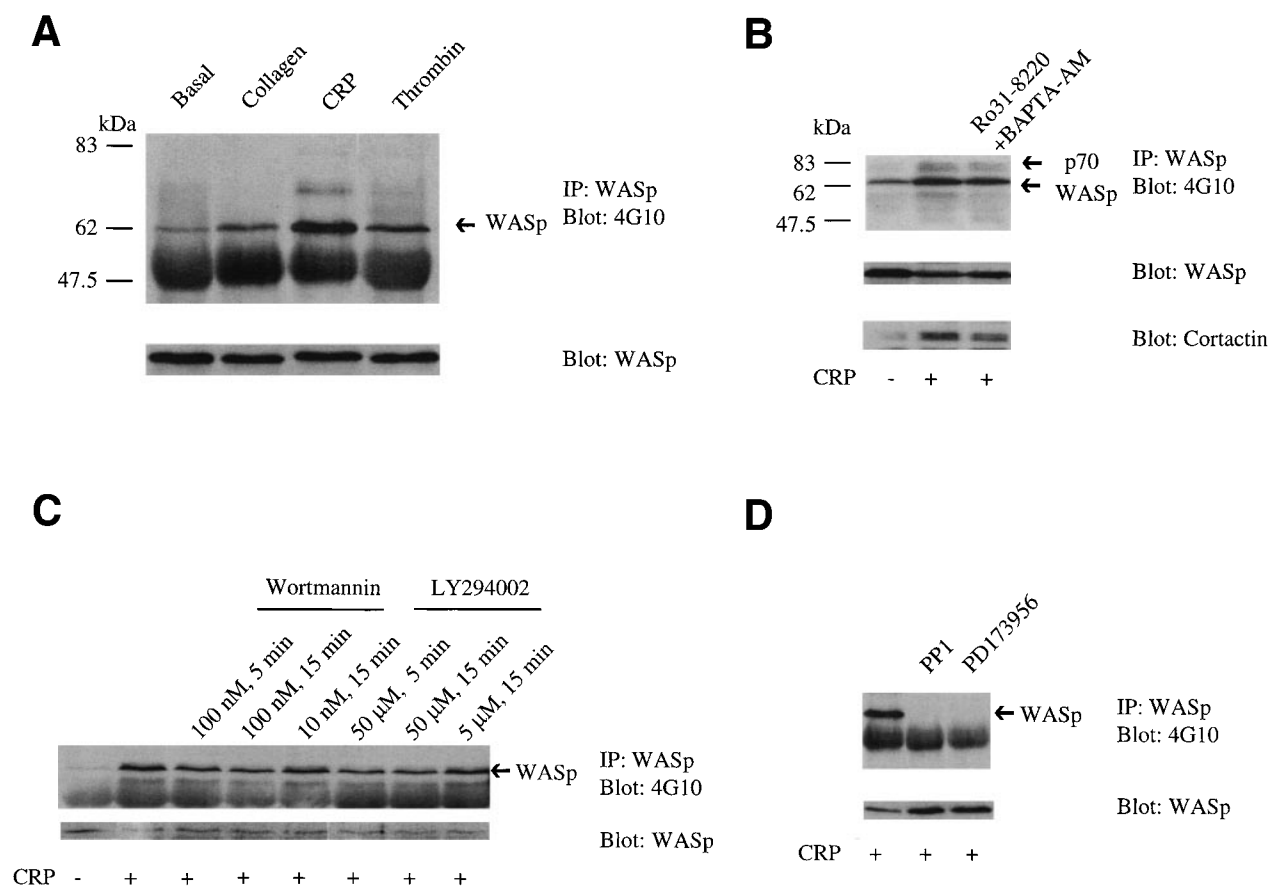 A
Basal
Collagen
CRP
Thrombin
kDa
83
62
47.5
WASp
IP: WASp
Blot: 4G10
Blot: WASp
B
Ro31-8220
+BAPTA-AM
kDa
83
62
47.5
p70
WASp
IP: WASp
Blot: 4G10
Blot: WASp
Blot: Cortactin
CRP - + +
C
Wortmannin
LY294002
100 nM, 5 min
100 nM, 15 min
10 nM, 15 min
50 µM, 5 min
50 µM, 15 min
5 µM, 15 min
WASp
IP: WASp
Blot: 4G10
Blot: WASp
CRP - + + + + + + +
D
PP1
PD173956
WASp
IP: WASp
Blot: 4G10
Blot: WASp
CRP + + +